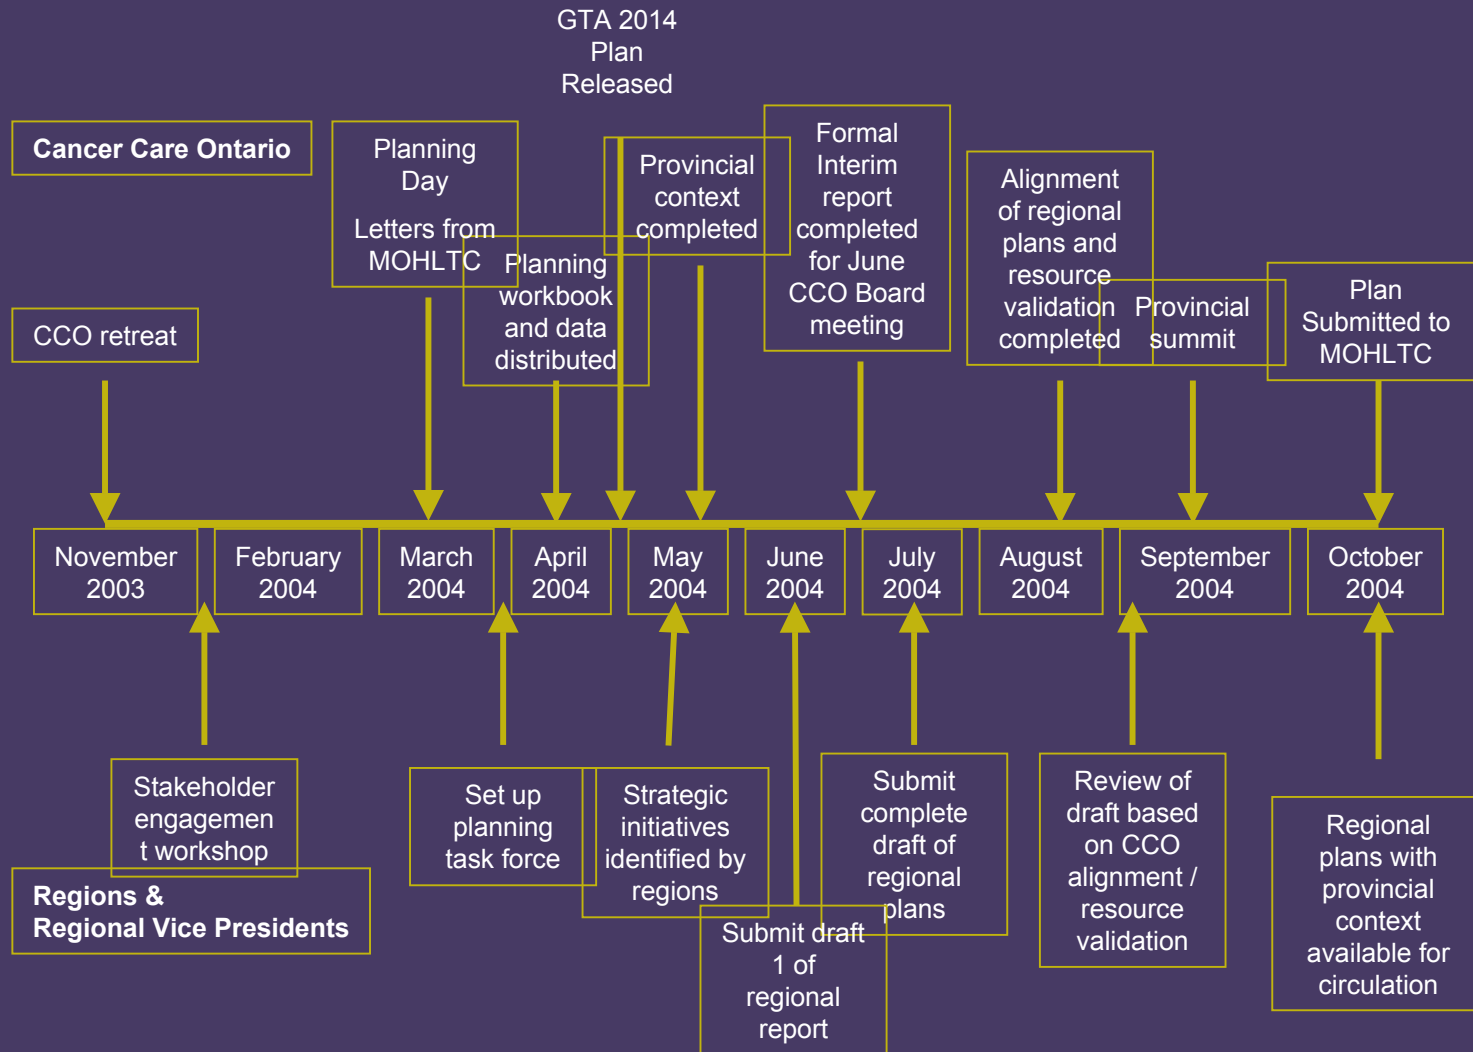 GTA 2014
Plan
Released
Cancer Care Ontario
CCO retreat
Planning
Day
Letters from
MOHLTC
Planning
workbook
and data
distributed
Provincial
context
completed
Formal
Interim
report
completed
for June
CCO Board
meeting
Alignment
of regional
plans and
resource
validation
completed
Provincial
summit
Plan
Submitted to
MOHLTC
November
2003
February
2004
March
2004
April
2004
May
2004
June
2004
July
2004
August
2004
September
2004
October
2004
Stakeholder
engagemen
t workshop
Regions &
Regional Vice Presidents
Set up
planning
task force
Strategic
initiatives
identified by
regions
Submit draft
1 of
regional
report
Submit
complete
draft of
regional
plans
Review of
draft based
on CCO
alignment /
resource
validation
Regional
plans with
provincial
context
available for
circulation